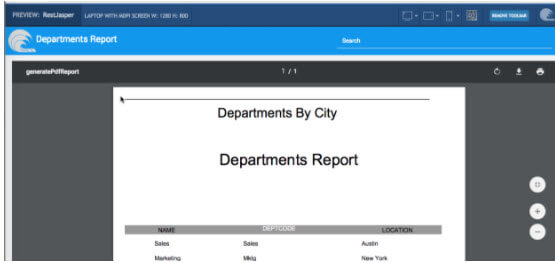 PREVIEW: RestJasper LAPTOP WITH MDPI SCREEN W: 1280 H: 800 REMOVE TOOLBAR
Departments Report Search
generatePdfReport 1 / 1
Departments By City
Departments Report
NAME DEPTCODE LOCATION
Sales Sales Austin
Marketing Mktg New York